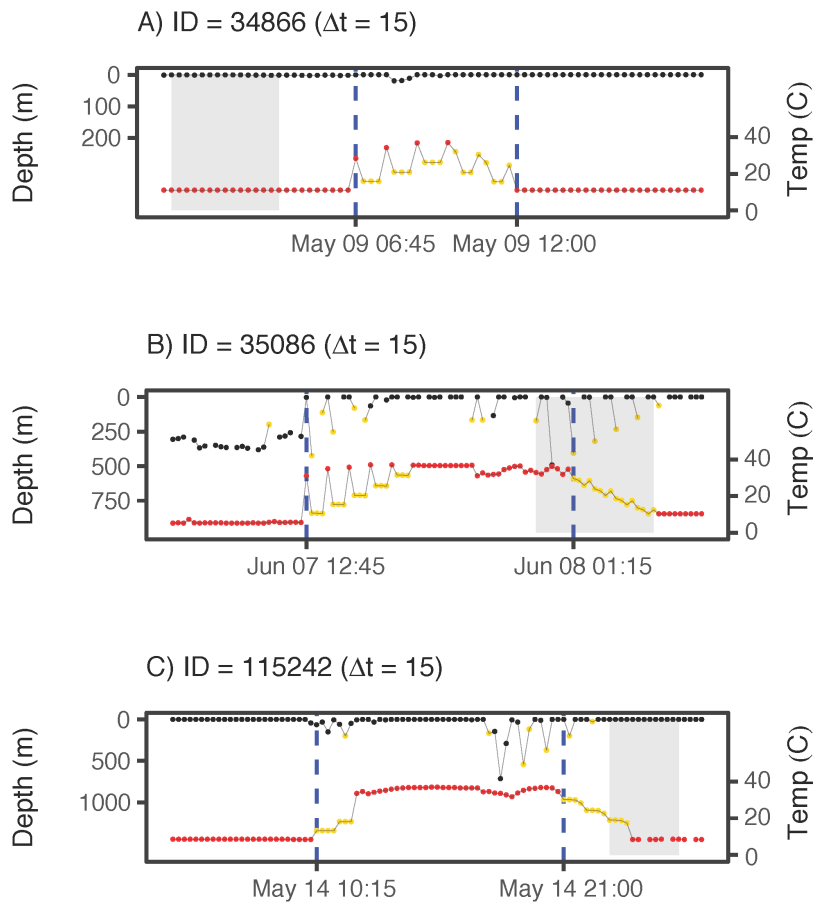 A) ID = 34866 (Δt = 15)
Depth (m)
0
100
200
40
20
0
Temp (C)
May 09 06:45 May 09 12:00
B) ID = 35086 (Δt = 15)
Depth (m)
0
250
500
750
40
20
0
Temp (C)
Jun 07 12:45 Jun 08 01:15
C) ID = 115242 (Δt = 15)
Depth (m)
0
500
1000
40
20
0
Temp (C)
May 14 10:15 May 14 21:00